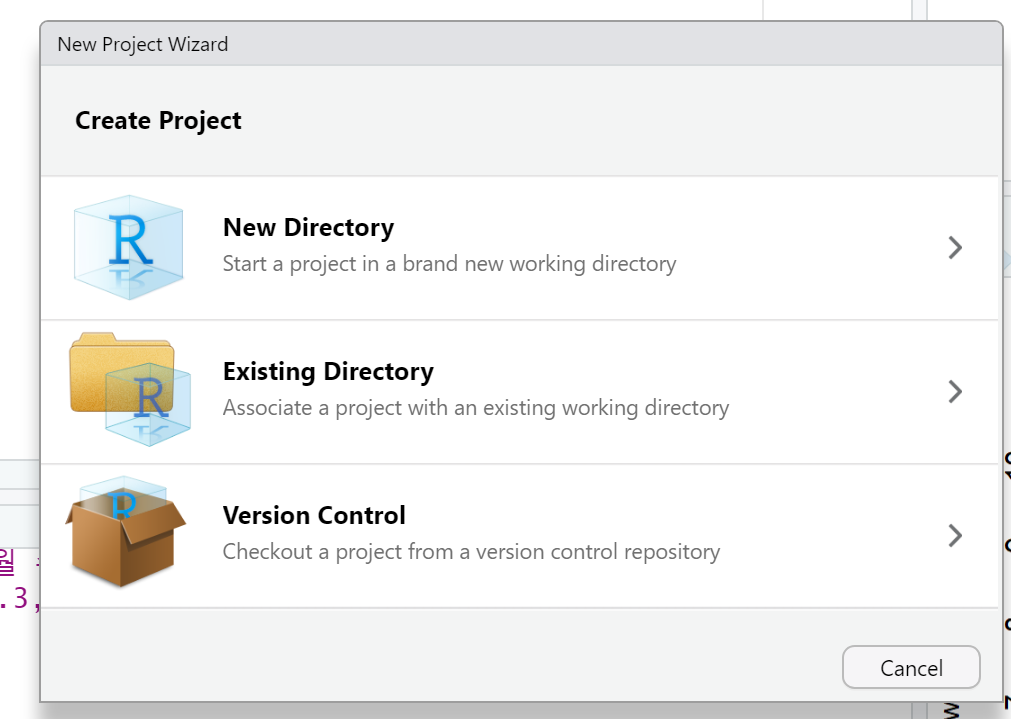 New Project Wizard
Create Project
R
New Directory
Start a project in a brand new working directory
R
Existing Directory
Associate a project with an existing working directory
R
Version Control
Checkout a project from a version control repository
.3,
Cancel